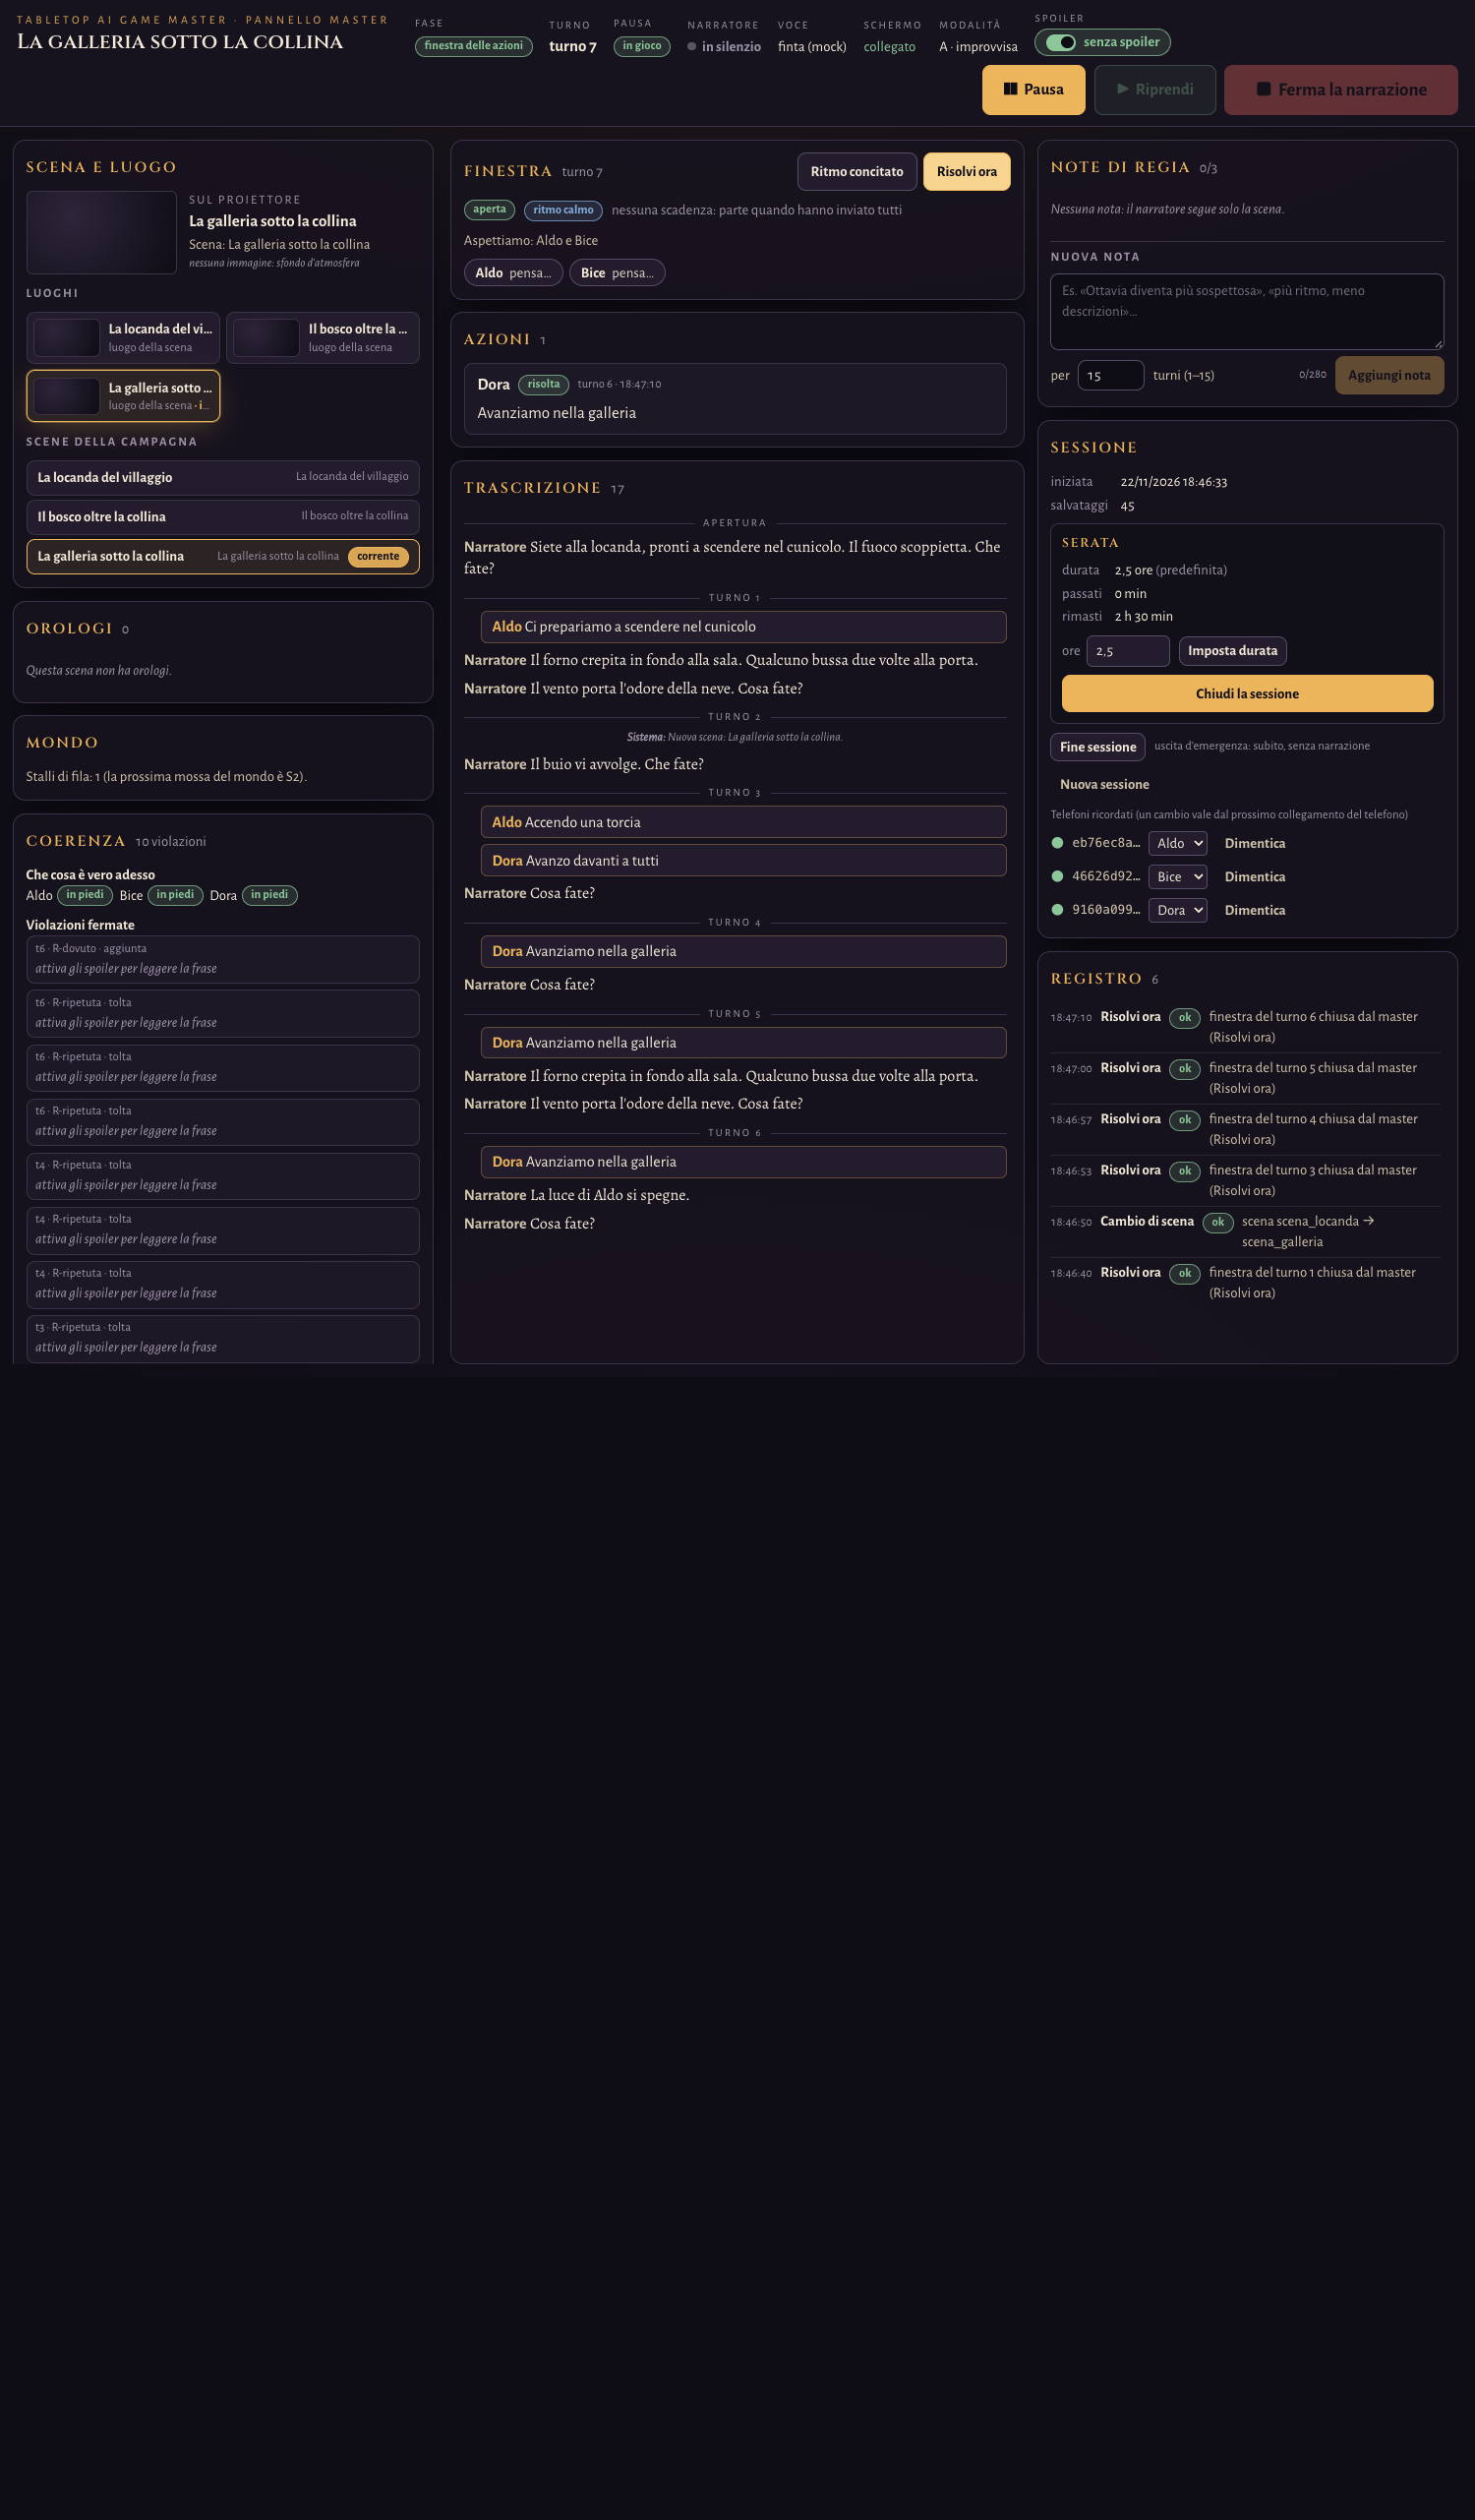 TABLETOP AI GAME MASTER · PANNELLO MASTER
La galleria sotto la collina
FASE
finestra delle azioni
TURNO
turno 7
PAUSA
in gioco
NARRATORE
in silenzio
VOCE
finta (mock)
SCHERMO
collegato
MODALITÀ
A · improvvisa
SPOILER
senza spoiler
Pausa
Riprendi
Ferma la narrazione
SCENA E LUOGO
SUL PROIETTORE
La galleria sotto la collina
Scena: La galleria sotto la collina
nessuna immagine: sfondo d'atmosfera
LUOGHI
La locanda del vi…
luogo della scena
Il bosco oltre la …
luogo della scena
La galleria sotto …
luogo della scena · i…
SCENE DELLA CAMPAGNA
La locanda del villaggio La locanda del villaggio
Il bosco oltre la collina Il bosco oltre la collina
La galleria sotto la collina La galleria sotto la collina corrente
OROLOGI 0
Questa scena non ha orologi.
MONDO
Stalli di fila: 1 (la prossima mossa del mondo è S2).
COERENZA 10 violazioni
Che cosa è vero adesso
Aldo in piedi Bice in piedi Dora in piedi
Violazioni fermate
t6 · R-dovuto · aggiunta
attiva gli spoiler per leggere la frase
t6 · R-ripetuta · tolta
attiva gli spoiler per leggere la frase
t6 · R-ripetuta · tolta
attiva gli spoiler per leggere la frase
t6 · R-ripetuta · tolta
attiva gli spoiler per leggere la frase
t4 · R-ripetuta · tolta
attiva gli spoiler per leggere la frase
t4 · R-ripetuta · tolta
attiva gli spoiler per leggere la frase
t4 · R-ripetuta · tolta
attiva gli spoiler per leggere la frase
t3 · R-ripetuta · tolta
attiva gli spoiler per leggere la frase
FINESTRA turno 7
Ritmo concitato
Risolvi ora
aperta ritmo calmo nessuna scadenza: parte quando hanno inviato tutti
Aspettiamo: Aldo e Bice
Aldo pensa… Bice pensa…
AZIONI 1
Dora risolta turno 6 · 18:47:10
Avanziamo nella galleria
TRASCRIZIONE 17
APERTURA
Narratore Siete alla locanda, pronti a scendere nel cunicolo. Il fuoco scoppietta. Che
fate?
TURNO 1
Aldo Ci prepariamo a scendere nel cunicolo
Narratore Il forno crepita in fondo alla sala. Qualcuno bussa due volte alla porta.
Narratore Il vento porta l'odore della neve. Cosa fate?
TURNO 2
Sistema: Nuova scena: La galleria sotto la collina.
Narratore Il buio vi avvolge. Che fate?
TURNO 3
Aldo Accendo una torcia
Dora Avanzo davanti a tutti
Narratore Cosa fate?
TURNO 4
Dora Avanziamo nella galleria
Narratore Cosa fate?
TURNO 5
Dora Avanziamo nella galleria
Narratore Il forno crepita in fondo alla sala. Qualcuno bussa due volte alla porta.
Narratore Il vento porta l'odore della neve. Cosa fate?
TURNO 6
Dora Avanziamo nella galleria
Narratore La luce di Aldo si spegne.
Narratore Cosa fate?
NOTE DI REGIA 0/3
Nessuna nota: il narratore segue solo la scena.
NUOVA NOTA
Es. «Ottavia diventa più sospettosa», «più ritmo, meno
descrizioni»…
per 15 turni (1–15) 0/280 Aggiungi nota
SESSIONE
iniziata 22/11/2026 18:46:33
salvataggi 45
SERATA
durata 2,5 ore (predefinita)
passati 0 min
rimasti 2 h 30 min
ore 2,5 Imposta durata
Chiudi la sessione
Fine sessione uscita d'emergenza: subito, senza narrazione
Nuova sessione
Telefoni ricordati (un cambio vale dal prossimo collegamento del telefono)
eb76ec8a… Aldo Dimentica
46626d92… Bice Dimentica
9160a099… Dora Dimentica
REGISTRO 6
18:47:10 Risolvi ora ok finestra del turno 6 chiusa dal master
(Risolvi ora)
18:47:00 Risolvi ora ok finestra del turno 5 chiusa dal master
(Risolvi ora)
18:46:57 Risolvi ora ok finestra del turno 4 chiusa dal master
(Risolvi ora)
18:46:53 Risolvi ora ok finestra del turno 3 chiusa dal master
(Risolvi ora)
18:46:50 Cambio di scena ok scena scena_locanda →
scena_galleria
18:46:40 Risolvi ora ok finestra del turno 1 chiusa dal master
(Risolvi ora)